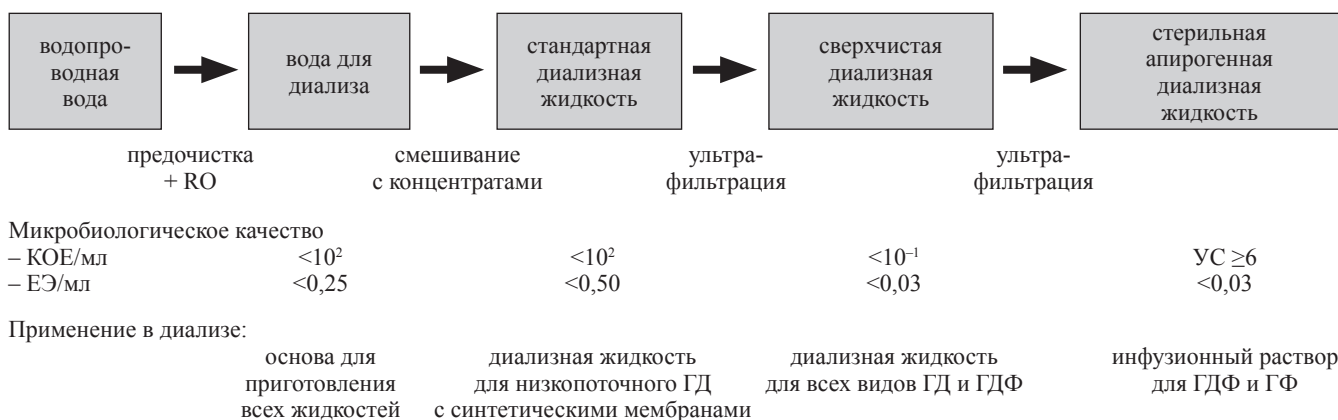 водопро-
водная
вода
вода для
диализа
стандартная
диализная
жидкость
сверхчистая
диализная
жидкость
стерильная
апирогенная
диализная
жидкость
предочистка
+ RO
смешивание
с концентратами
ультра-
фильтрация
ультра-
фильтрация
Микробиологическое качество
– КОЕ/мл <10² <10² <10⁻¹ УС ≥6
– ЕЭ/мл <0,25 <0,50 <0,03 <0,03
Применение в диализе:
основа для
приготовления
всех жидкостей
диализная жидкость
для низкопоточного ГД
с синтетическими мембранами
диализная жидкость
для всех видов ГД и ГДФ
инфузионный раствор
для ГДФ и ГФ